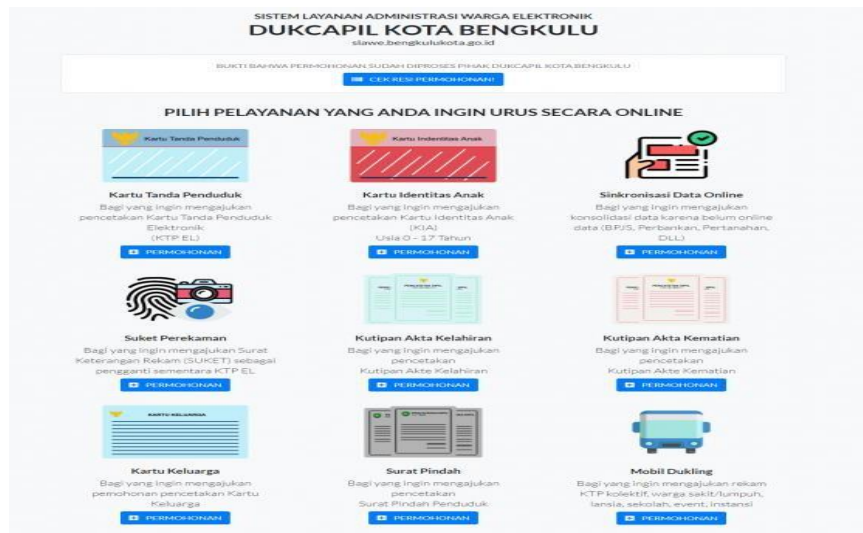 SISTEM LAYANAN ADMINISTRASI WARGA ELEKTRONIK
DUKCAPIL KOTA BENGKULU
slawe.bengkulukota.go.id
BUKTI BAHWA PERMOHONAN SUDAH DIPROSES PIHAK DUKCAPIL KOTA BENGKULU
CEK RESI PERMOHONAN!
PILIH PELAYANAN YANG ANDA INGIN URUS SECARA ONLINE
Kartu Tanda Penduduk
Kartu Tanda Penduduk
Bagi yang ingin mengajukan
pencetakan Kartu Tanda Penduduk
Elektronik
(KTP EL)
PERMOHONAN
Kartu Indentitas Anak
Kartu Identitas Anak
Bagi yang ingin mengajukan
pencetakan Kartu Identitas Anak
(KIA)
Usia 0 - 17 Tahun
PERMOHONAN
Sinkronisasi Data Online
Bagi yang ingin mengajukan
konsolidasi data karena belum online
data (BPJS, Perbankan, Pertanahan,
DLL)
PERMOHONAN
Suket Perekaman
Bagi yang ingin mengajukan Surat
Keterangan Rekam (SUKET) sebagai
pengganti sementara KTP EL
PERMOHONAN
Kutipan Akta Kelahiran
Bagi yang ingin mengajukan
pencetakan
Kutipan Akte Kelahiran
PERMOHONAN
Kutipan Akta Kematian
Bagi yang ingin mengajukan
pencetakan
Kutipan Akte Kematian
PERMOHONAN
KARTU KELUARGA
Kartu Keluarga
Bagi yang ingin mengajukan
pemohonan pencetakan Kartu
Keluarga
PERMOHONAN
Surat Pindah
Bagi yang ingin mengajukan
pencetakan
Surat Pindah Penduduk
PERMOHONAN
Mobil Dukling
Bagi yang ingin mengajukan rekam
KTP kolektif, warga sakit/lumpuh,
lansia, sekolah, event, instansi
PERMOHONAN